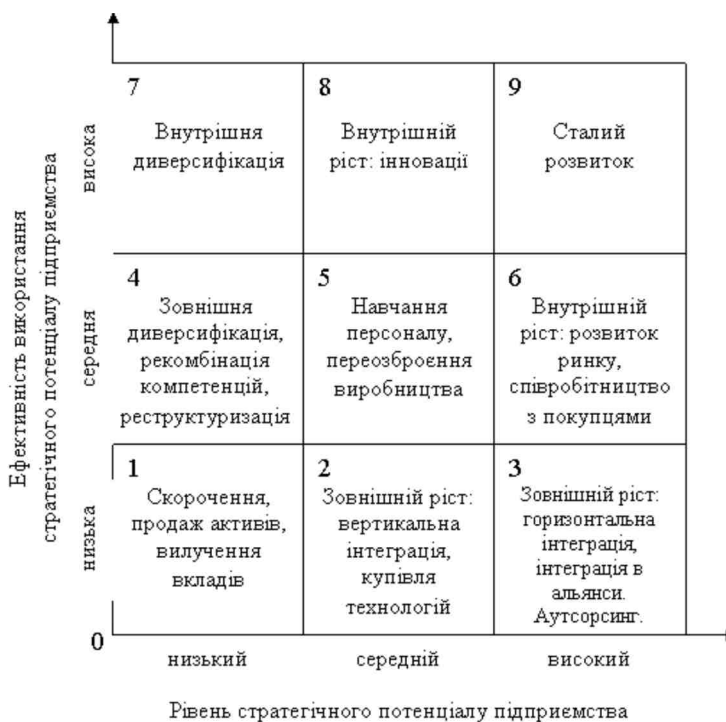 Ефективність використання
стратегічного потенціалу підприємства
висока
7
Внутрішня
диверсифікація
8
Внутрішній
ріст: інновації
9
Сталий
розвиток
середня
4
Зовнішня
диверсифікація,
рекомбінація
компетенцій,
реструктуризація
5
Навчання
персоналу,
переозброєння
виробництва
6
Внутрішній
ріст: розвиток
ринку,
співробітництво
з покупцями
низька
1
Скорочення,
продаж активів,
вилучення
вкладів
2
Зовнішній ріст:
вертикальна
інтеграція,
купівля
технологій
3
Зовнішній ріст:
горизонтальна
інтеграція,
інтеграція в
альянси.
Аутсорсинг.
0
низький
середній
високий
Рівень стратегічного потенціалу підприємства